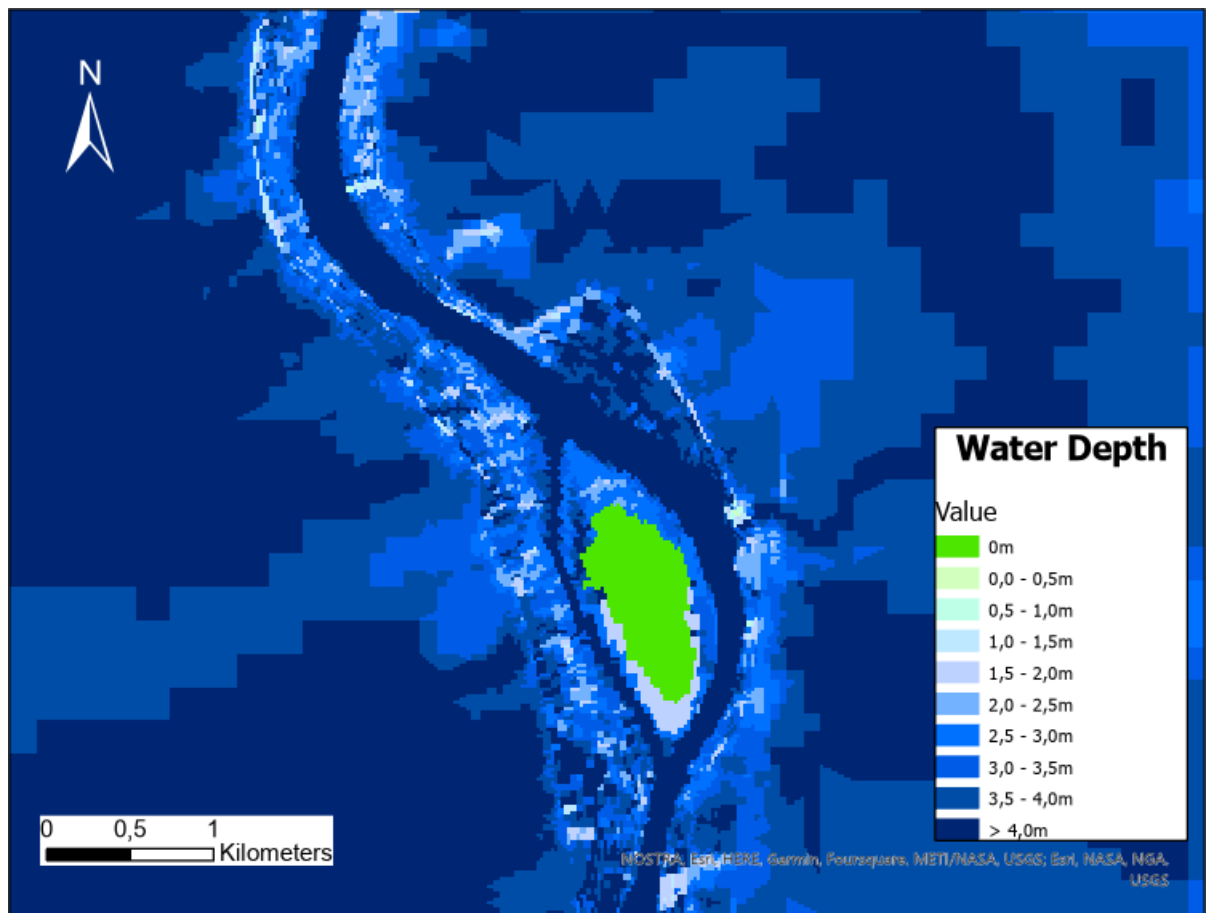 N
Water Depth
Value
0m
0,0 - 0,5m
0,5 - 1,0m
1,0 - 1,5m
1,5 - 2,0m
2,0 - 2,5m
2,5 - 3,0m
3,0 - 3,5m
3,5 - 4,0m
> 4,0m
0 0,5 1
Kilometers
NOSTRA, Esri, HERE, Garmin, Foursquare, METI/NASA, USGS; Esri, NASA, NGA,
USGS